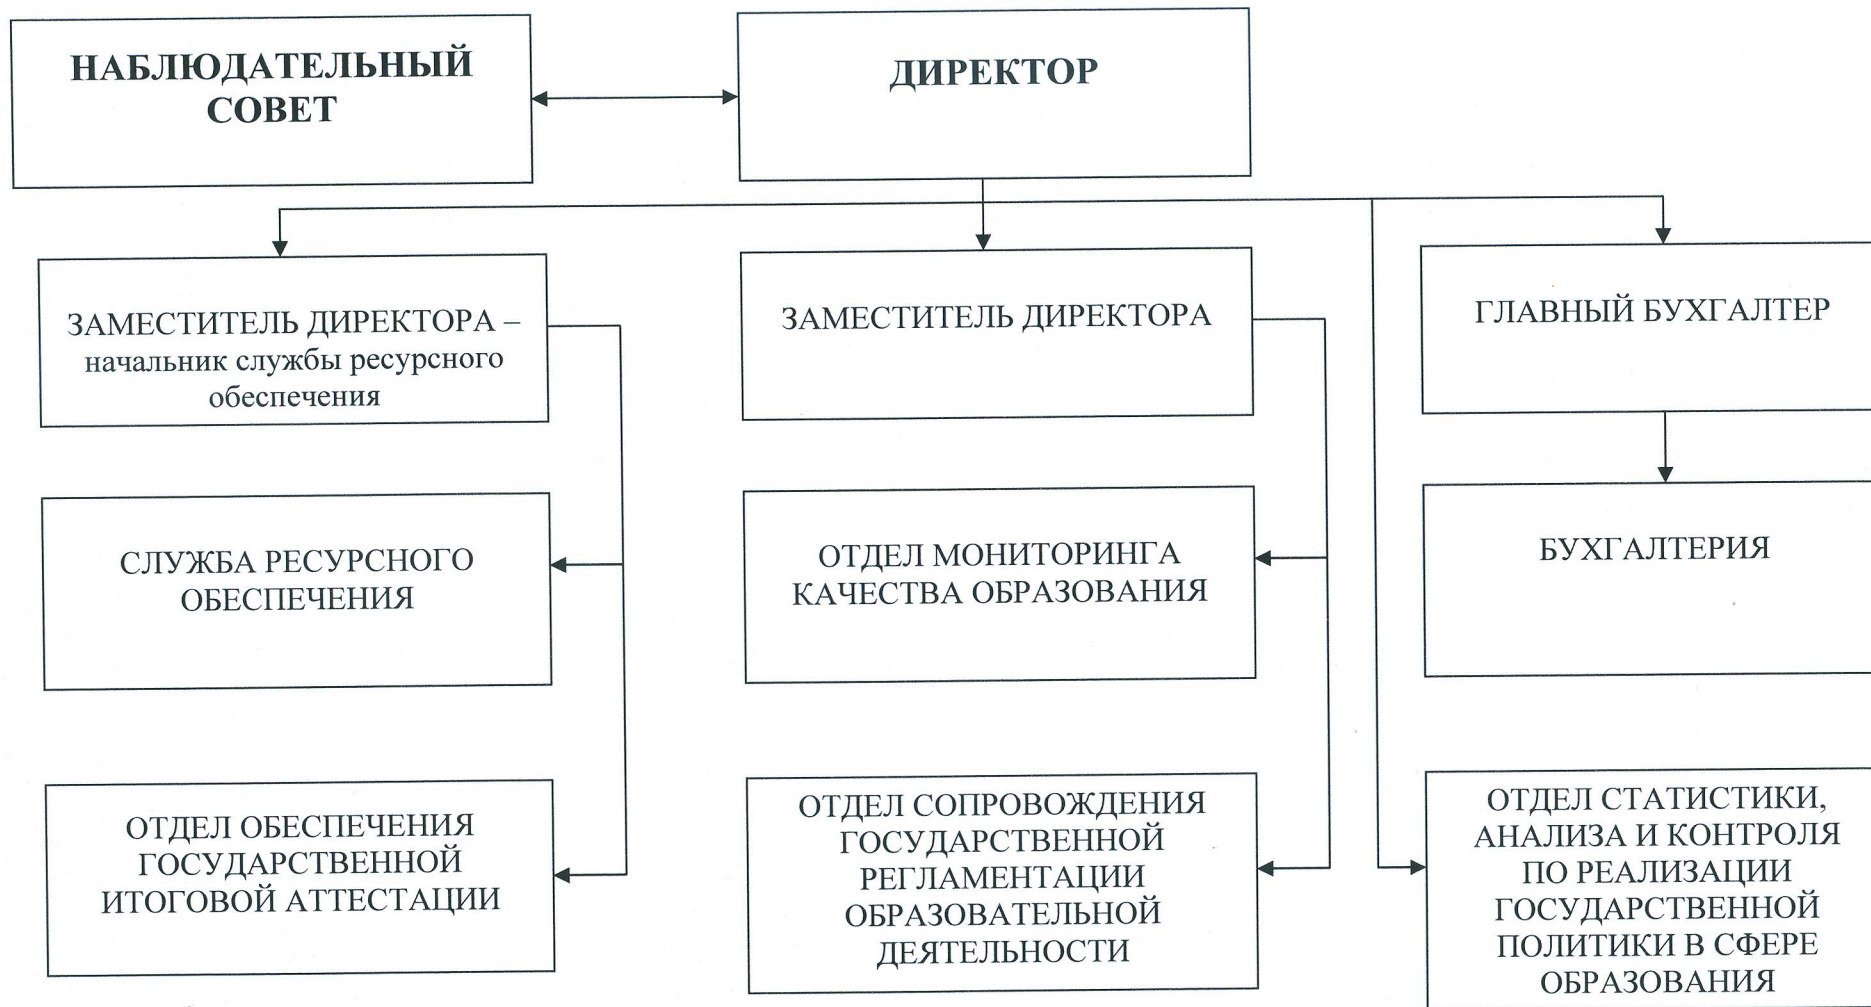 НАБЛЮДАТЕЛЬНЫЙ
СОВЕТ
ДИРЕКТОР
ЗАМЕСТИТЕЛЬ ДИРЕКТОРА –
начальник службы ресурсного
обеспечения
ЗАМЕСТИТЕЛЬ ДИРЕКТОРА
ГЛАВНЫЙ БУХГАЛТЕР
СЛУЖБА РЕСУРСНОГО
ОБЕСПЕЧЕНИЯ
ОТДЕЛ МОНИТОРИНГА
КАЧЕСТВА ОБРАЗОВАНИЯ
БУХГАЛТЕРИЯ
ОТДЕЛ ОБЕСПЕЧЕНИЯ
ГОСУДАРСТВЕННОЙ
ИТОГОВОЙ АТТЕСТАЦИИ
ОТДЕЛ СОПРОВОЖДЕНИЯ
ГОСУДАРСТВЕННОЙ
РЕГЛАМЕНТАЦИИ
ОБРАЗОВАТЕЛЬНОЙ
ДЕЯТЕЛЬНОСТИ
ОТДЕЛ СТАТИСТИКИ,
АНАЛИЗА И КОНТРОЛЯ
ПО РЕАЛИЗАЦИИ
ГОСУДАРСТВЕННОЙ
ПОЛИТИКИ В СФЕРЕ
ОБРАЗОВАНИЯ